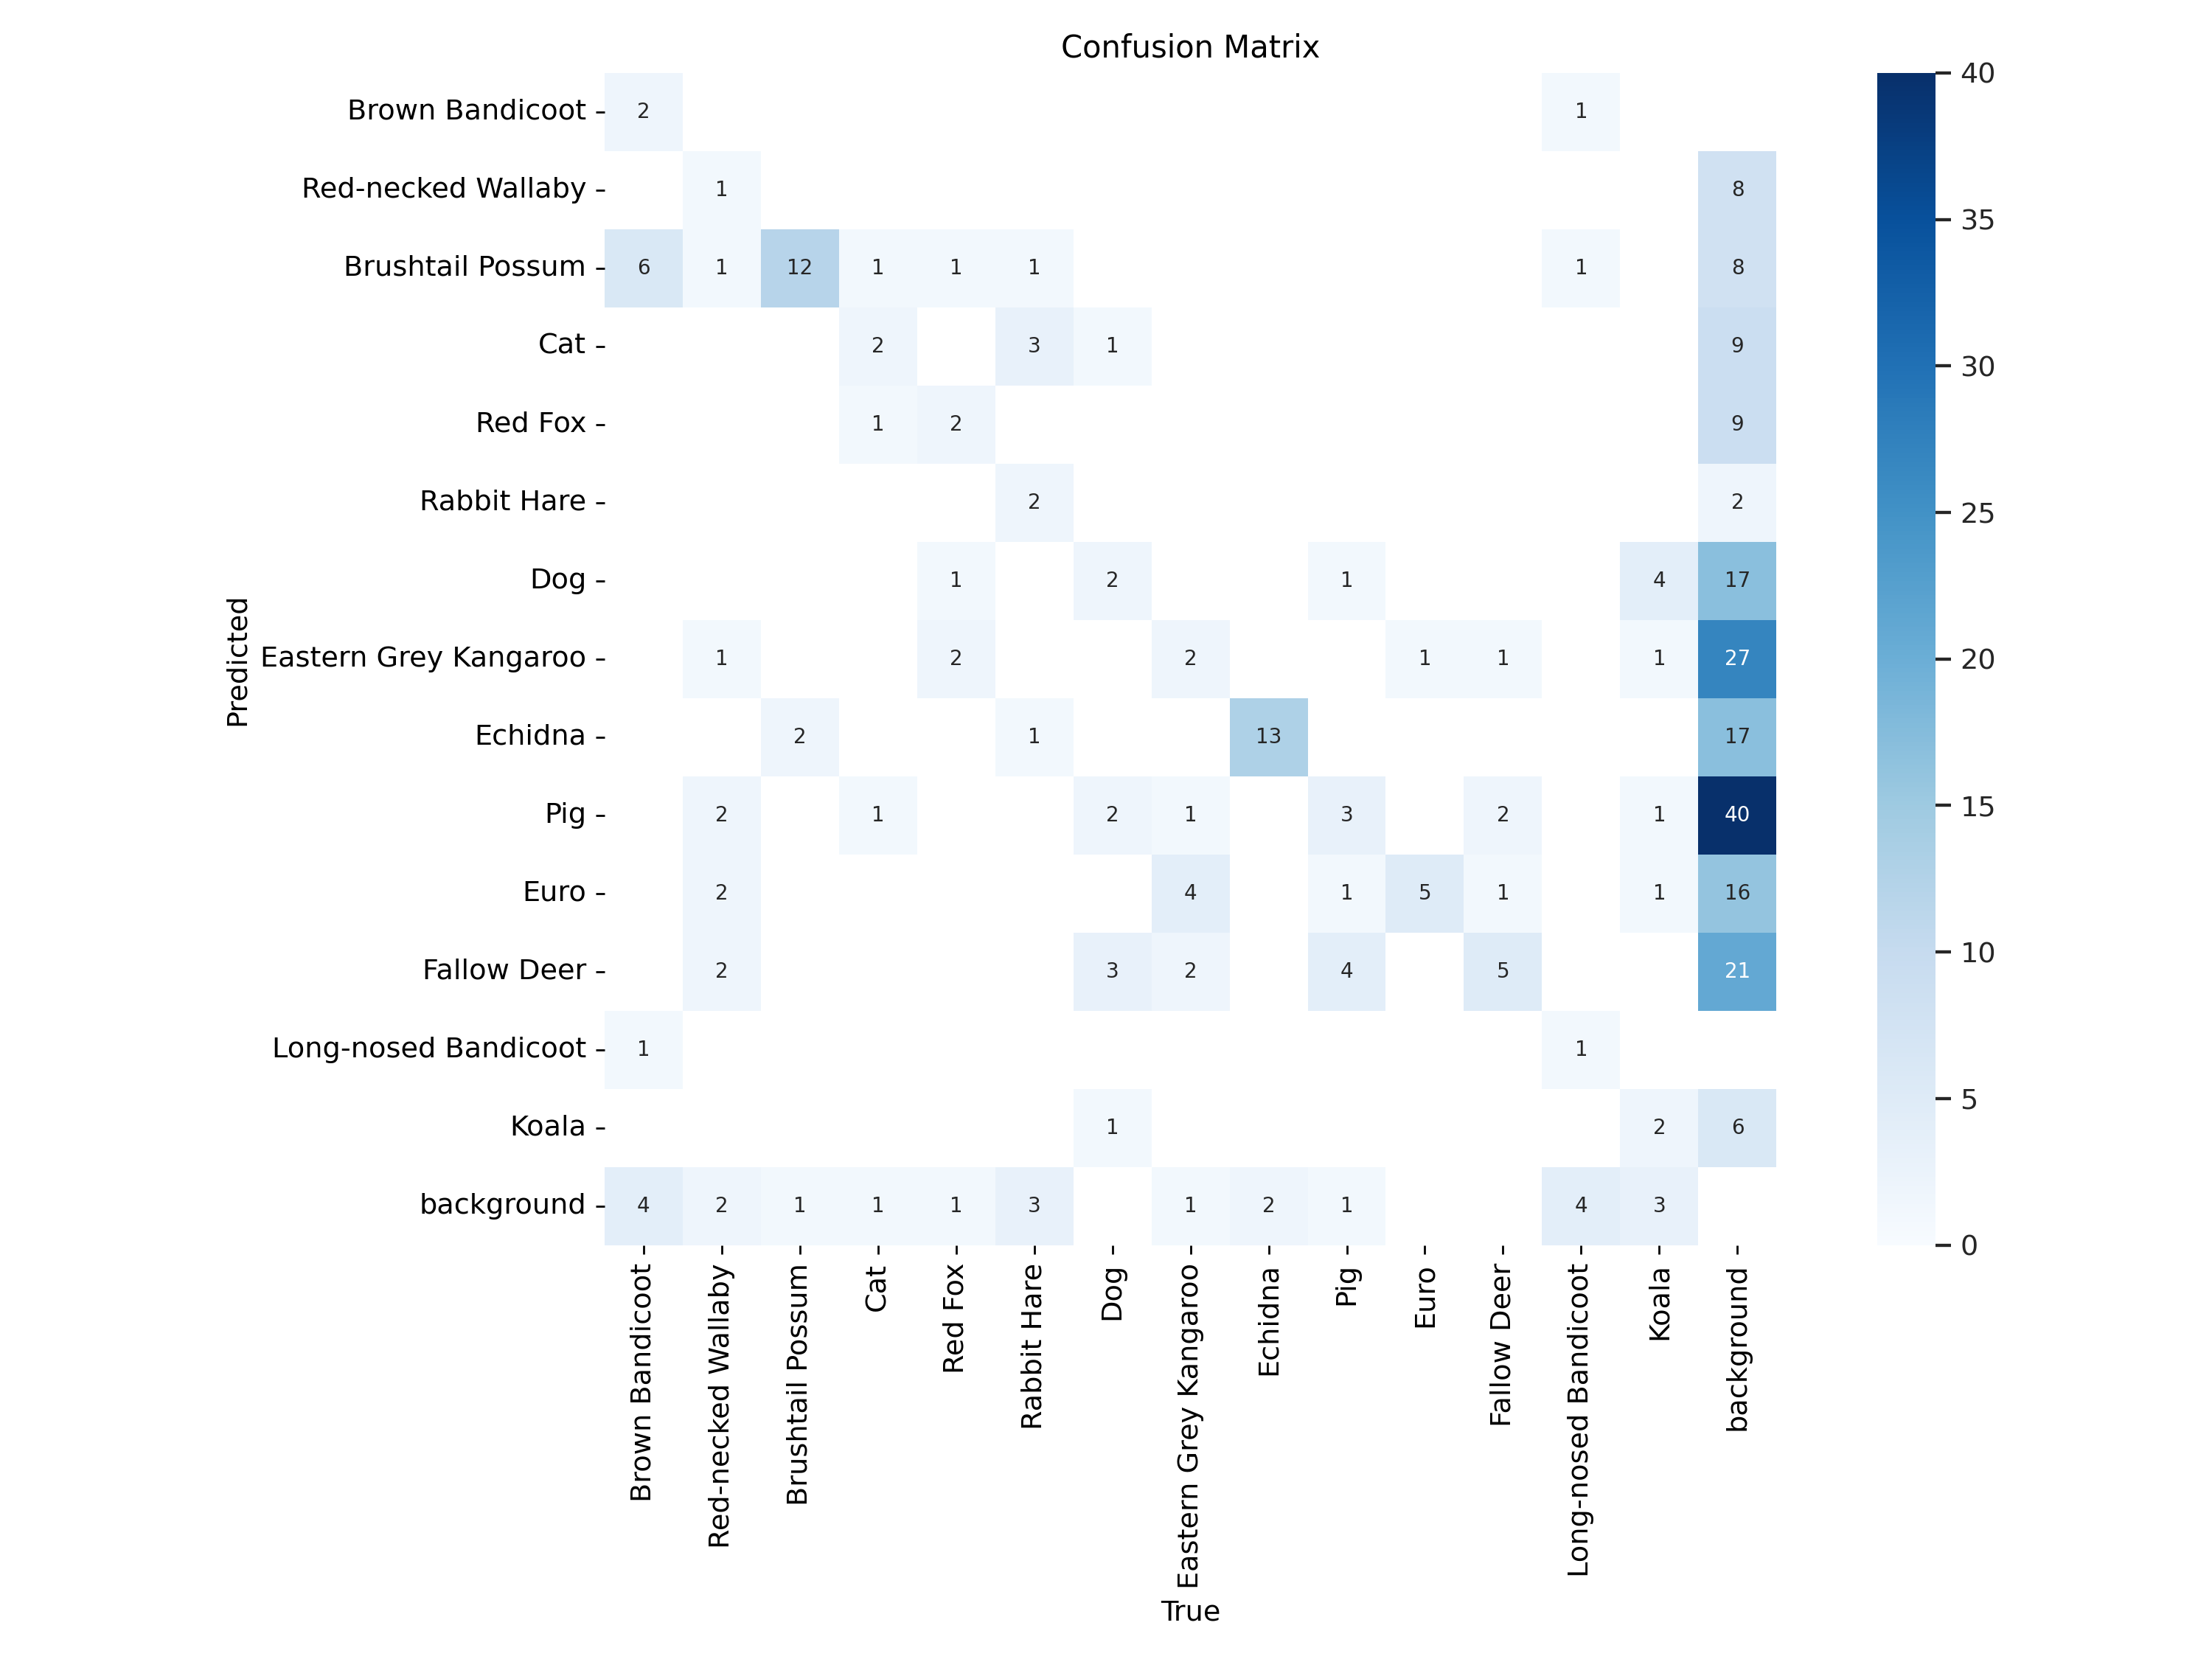 Confusion Matrix
Predicted
Brown Bandicoot 2 1
Red-necked Wallaby 1 8
Brushtail Possum 6 1 12 1 1 1 1 8
Cat 2 3 1 9
Red Fox 1 2 9
Rabbit Hare 2 2
Dog 1 2 1 4 17
Eastern Grey Kangaroo 1 2 2 1 1 1 27
Echidna 2 1 13 17
Pig 2 1 2 1 3 2 1 40
Euro 2 4 1 5 1 1 16
Fallow Deer 2 3 2 4 5 21
Long-nosed Bandicoot 1 1
Koala 1 2 6
background 4 2 1 1 1 3 1 2 1 4 3
Brown Bandicoot
Red-necked Wallaby
Brushtail Possum
Cat
Red Fox
Rabbit Hare
Dog
Eastern Grey Kangaroo
Echidna
Pig
Euro
Fallow Deer
Long-nosed Bandicoot
Koala
background
True
40
35
30
25
20
15
10
5
0